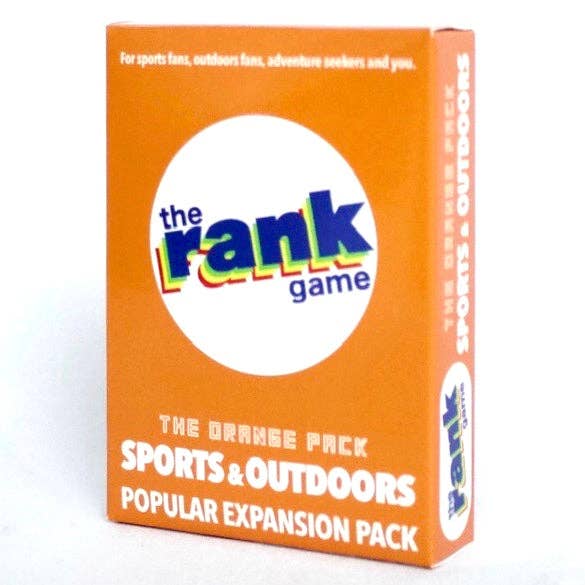 For sports fans, outdoors fans, adventure seekers and you.
the
rank
game
THE ORANGE PACK
SPORTS & OUTDOORS
POPULAR EXPANSION PACK
THE ORANGE PACK
SPORTS & OUTDOORS
the
rank
game